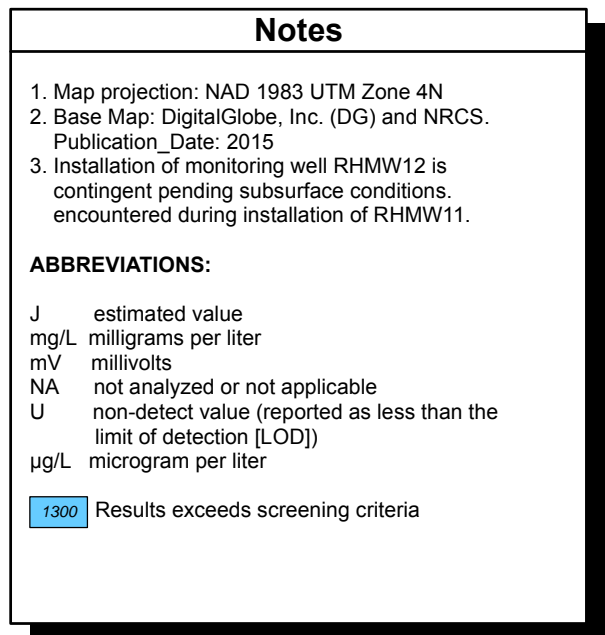 Notes
1. Map projection: NAD 1983 UTM Zone 4N
2. Base Map: DigitalGlobe, Inc. (DG) and NRCS.
Publication_Date: 2015
3. Installation of monitoring well RHMW12 is
contingent pending subsurface conditions.
encountered during installation of RHMW11.
ABBREVIATIONS:
J estimated value
mg/L milligrams per liter
mV millivolts
NA not analyzed or not applicable
U non-detect value (reported as less than the
limit of detection [LOD])
µg/L microgram per liter
1300 Results exceeds screening criteria